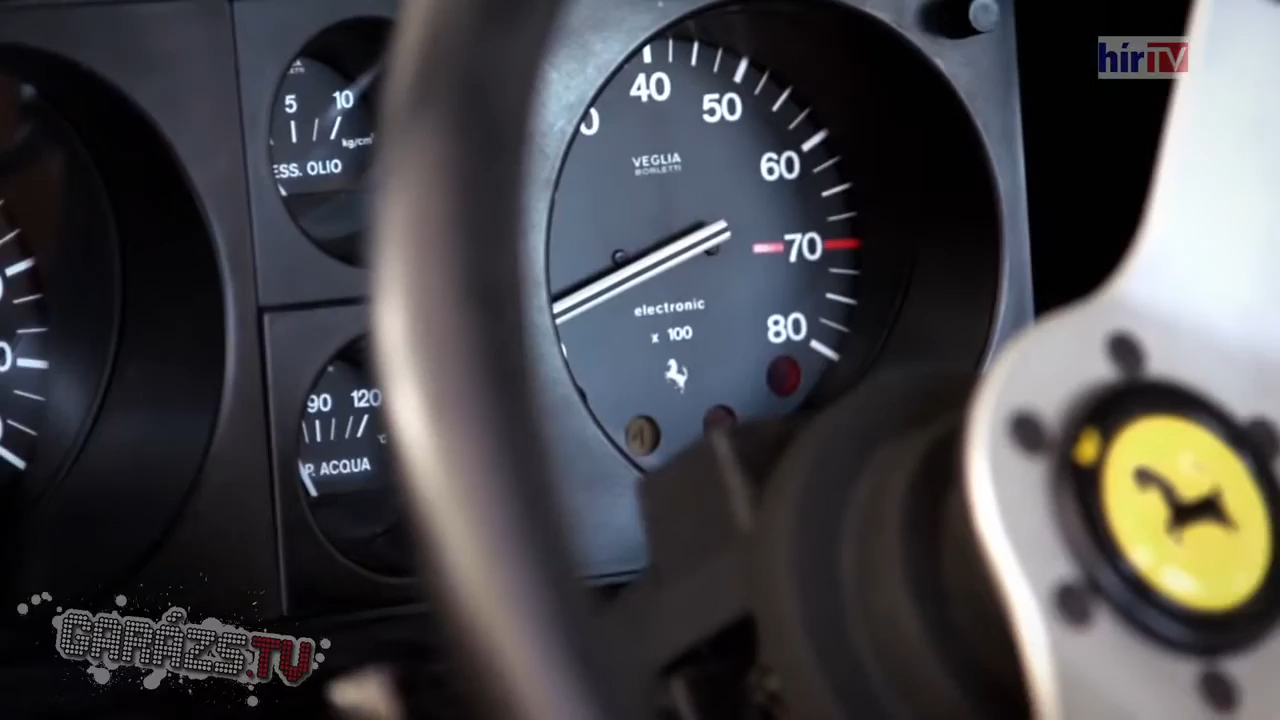 hírTV
40
50
60
70
80
VEGLIA
BORLETTI
electronic
x 100
5 10
kg/cm²
ESS. OLIO
90 120
°C
P. ACQUA
GARÁZS.TV